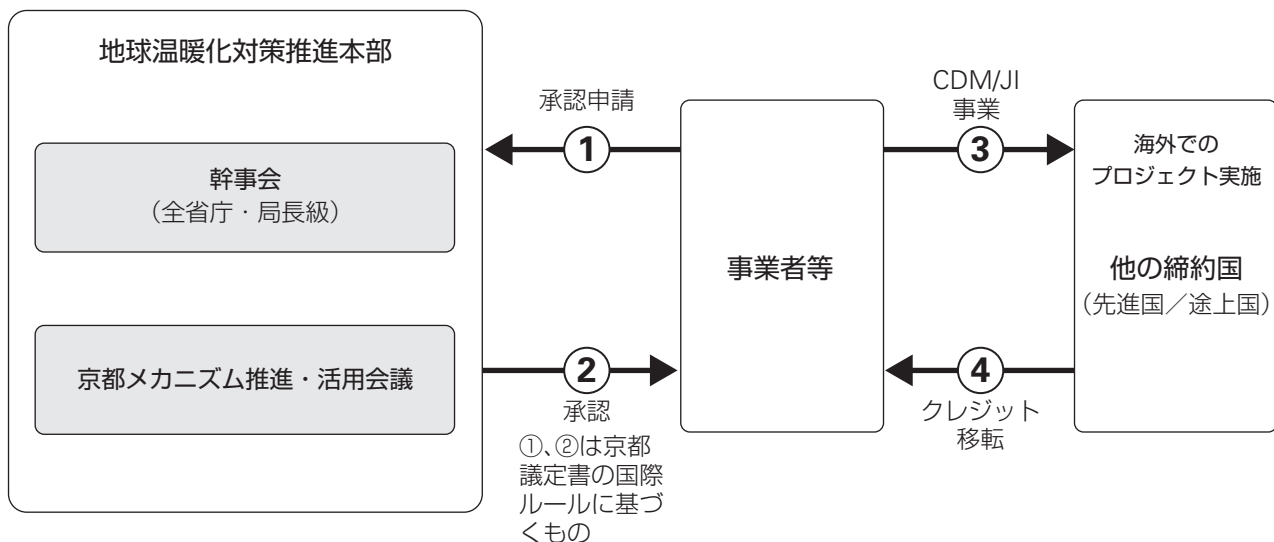 地球温暖化対策推進本部
幹事会
（全省庁・局長級）
京都メカニズム推進・活用会議
承認申請
1
2
承認
①、②は京都
議定書の国際
ルールに基づ
くもの
事業者等
CDM/JI
事業
3
4
クレジット
移転
海外での
プロジェクト実施
他の締約国
（先進国／途上国）